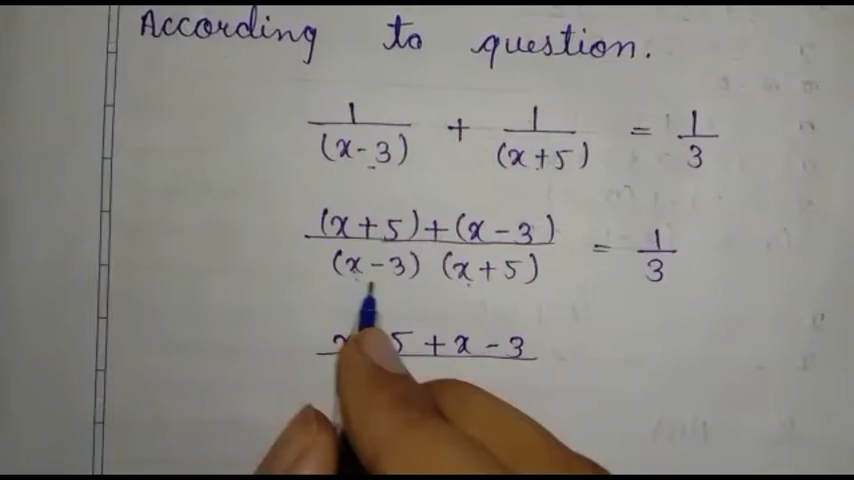 According to question.
1/(x-3) + 1/(x+5) = 1/3
(x+5)+(x-3)/(x-3) (x+5) = 1/3
x 5 + x - 3